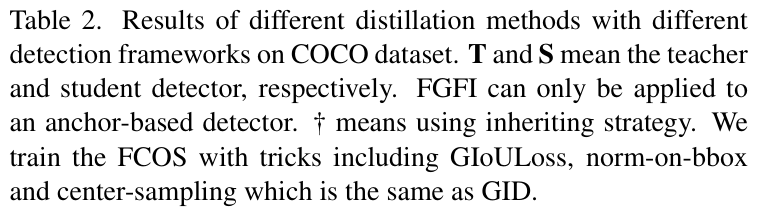 Table 2. Results of different distillation methods with different
detection frameworks on COCO dataset. T and S mean the teacher
and student detector, respectively. FGFI can only be applied to
an anchor-based detector. † means using inheriting strategy. We
train the FCOS with tricks including GIoULoss, norm-on-bbox
and center-sampling which is the same as GID.